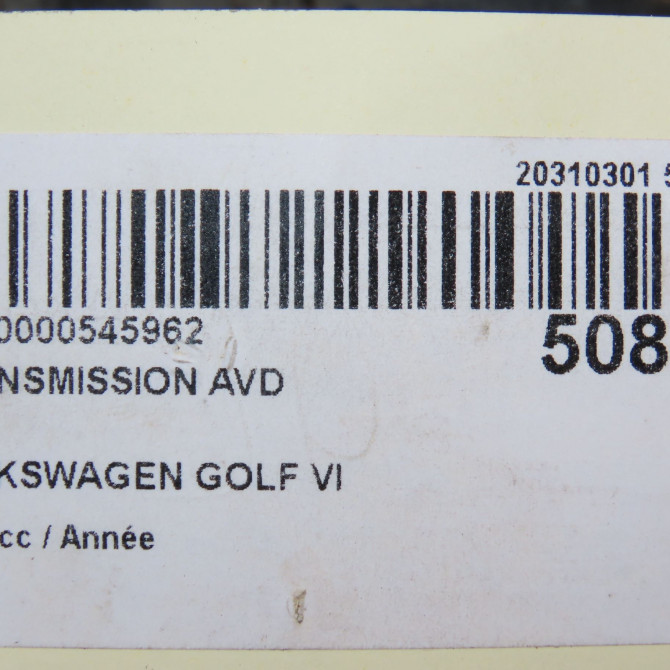 20310301 5
0000545962
508
NSMISSION AVD
KSWAGEN GOLF VI
cc / Année